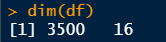 > dim(df)
[1] 3500   16